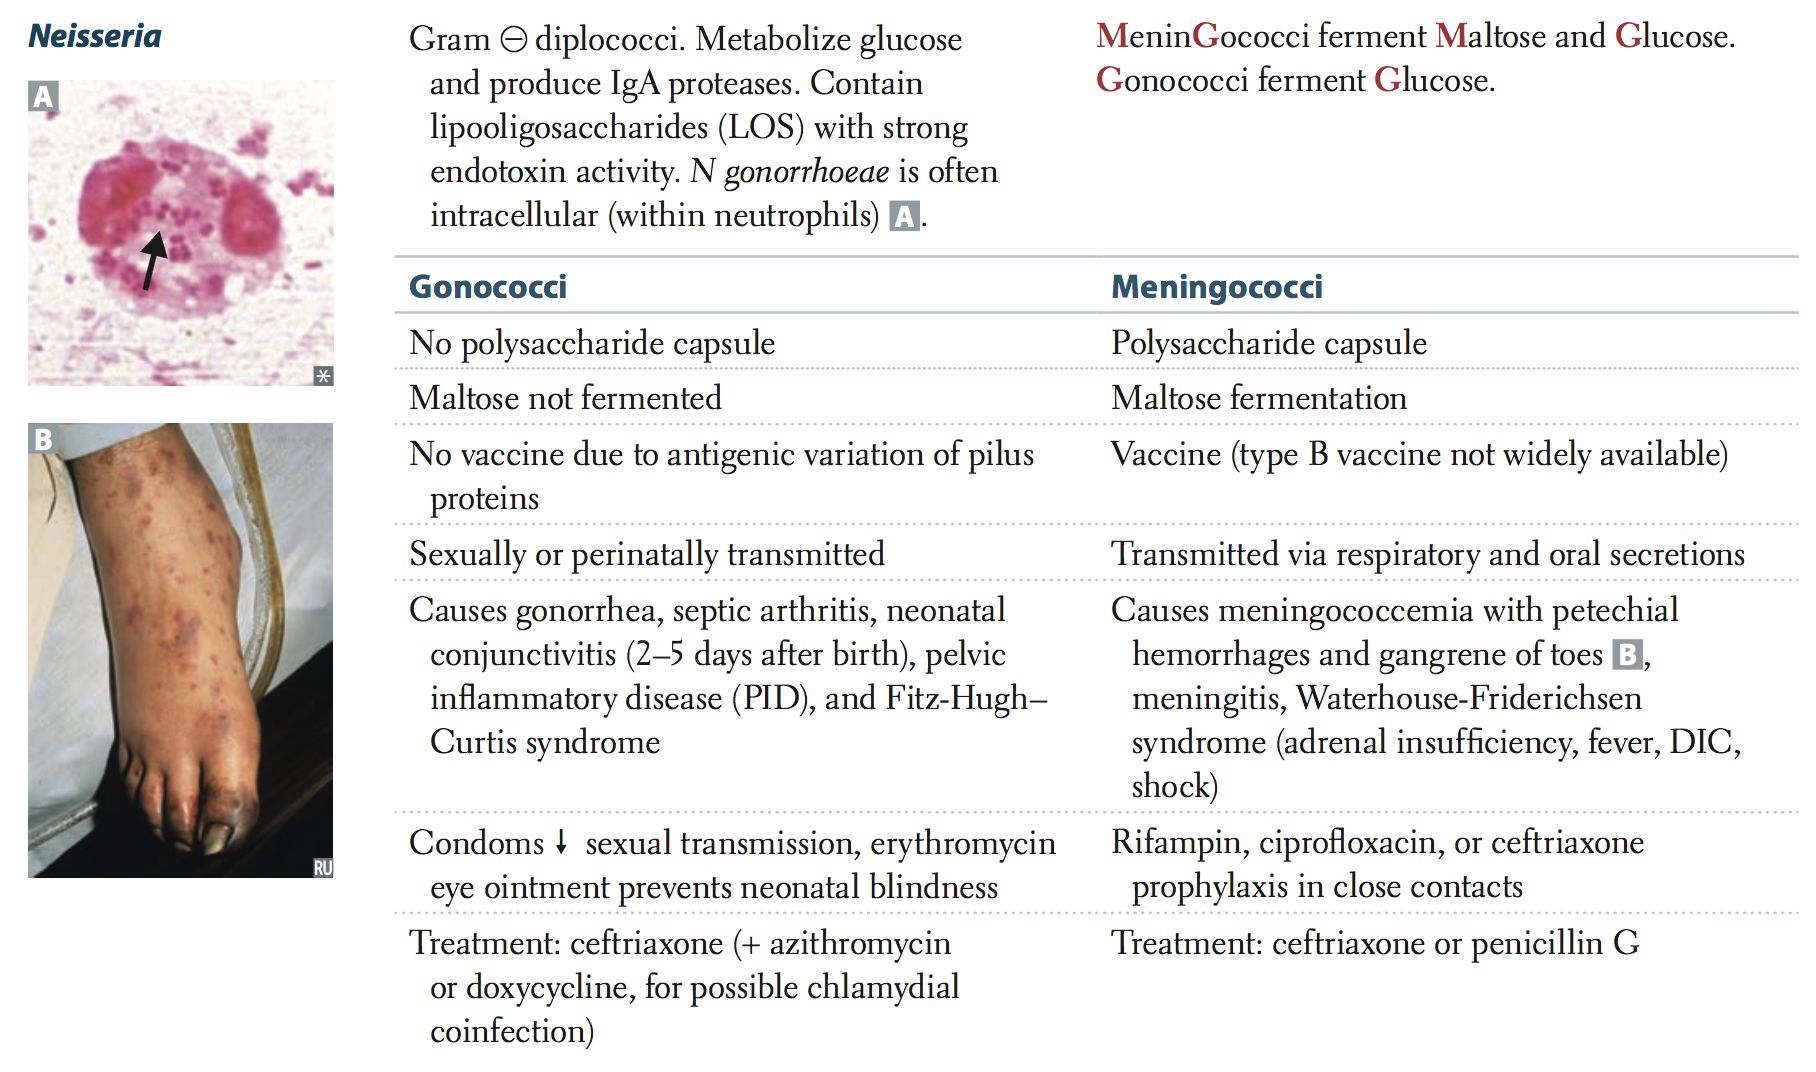 Neisseria
A
*
B
RU
Gram ⊖ diplococci. Metabolize glucose
and produce IgA proteases. Contain
lipooligosaccharides (LOS) with strong
endotoxin activity. N gonorrhoeae is often
intracellular (within neutrophils) A.
MeninGococci ferment Maltose and Glucose.
Gonococci ferment Glucose.
Gonococci
Meningococci
No polysaccharide capsule
Polysaccharide capsule
Maltose not fermented
Maltose fermentation
No vaccine due to antigenic variation of pilus
proteins
Vaccine (type B vaccine not widely available)
Sexually or perinatally transmitted
Transmitted via respiratory and oral secretions
Causes gonorrhea, septic arthritis, neonatal
conjunctivitis (2–5 days after birth), pelvic
inflammatory disease (PID), and Fitz-Hugh–
Curtis syndrome
Causes meningococcemia with petechial
hemorrhages and gangrene of toes B,
meningitis, Waterhouse-Friderichsen
syndrome (adrenal insufficiency, fever, DIC,
shock)
Condoms ↓ sexual transmission, erythromycin
eye ointment prevents neonatal blindness
Rifampin, ciprofloxacin, or ceftriaxone
prophylaxis in close contacts
Treatment: ceftriaxone (+ azithromycin
or doxycycline, for possible chlamydial
coinfection)
Treatment: ceftriaxone or penicillin G